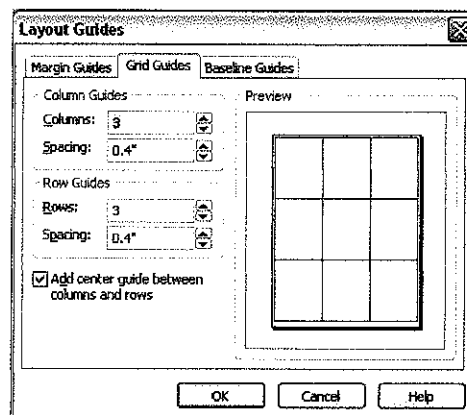 Layout Guides
Margin Guides Grid Guides Baseline Guides
Column Guides
Columns: 3
Spacing: 0.4"
Row Guides
Rows: 3
Spacing: 0.4"
Add center guide between
columns and rows
Preview
OK Cancel Help